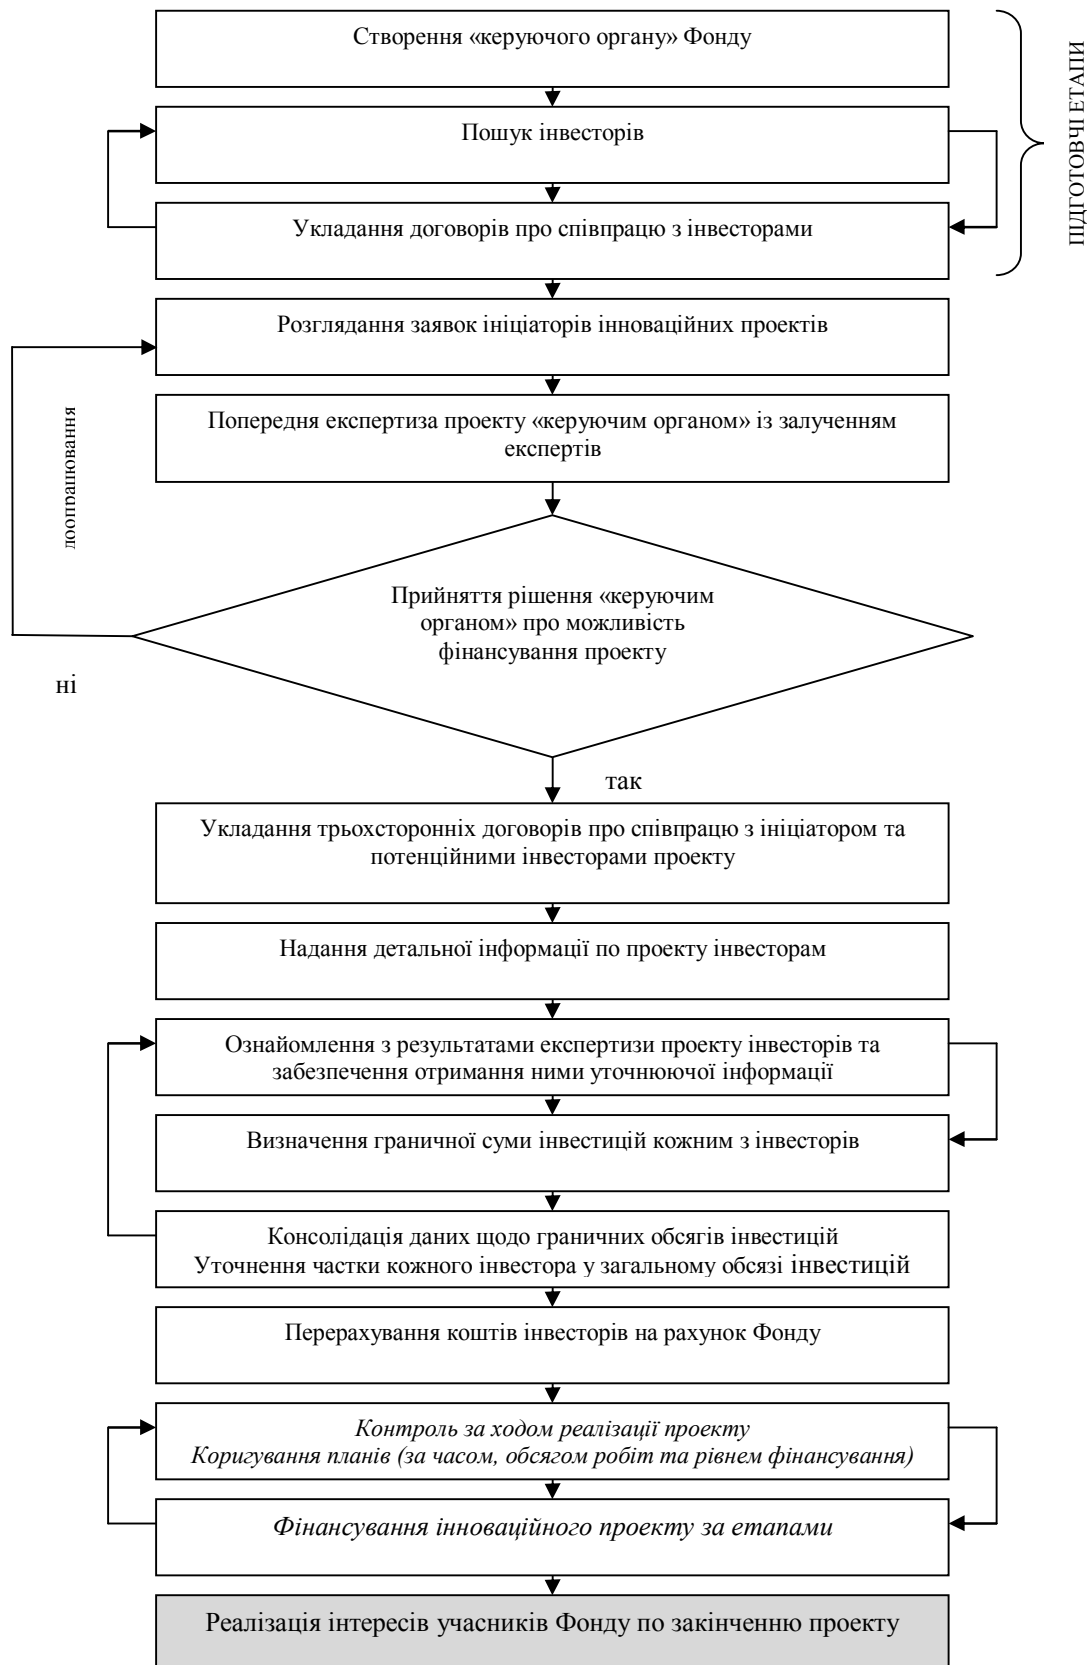 Створення «керуючого органу» Фонду
ПІДГОТОВЧІ ЕТАПИ
Пошук інвесторів
Укладання договорів про співпрацю з інвесторами
Розглядання заявок ініціаторів інноваційних проектів
Попередня експертиза проекту «керуючим органом» із залученням
експертів
доопрацювання
Прийняття рішення «керуючим
органом» про можливість
фінансування проекту
ні
так
Укладання трьохсторонніх договорів про співпрацю з ініціатором та
потенційними інвесторами проекту
Надання детальної інформації по проекту інвесторам
Ознайомлення з результатами експертизи проекту інвесторів та
забезпечення отримання ними уточнюючої інформації
Визначення граничної суми інвестицій кожним з інвесторів
Консолідація даних щодо граничних обсягів інвестицій
Уточнення частки кожного інвестора у загальному обсязі інвестицій
Перерахування коштів інвесторів на рахунок Фонду
Контроль за ходом реалізації проекту
Коригування планів (за часом, обсягом робіт та рівнем фінансування)
Фінансування інноваційного проекту за етапами
Реалізація інтересів учасників Фонду по закінченню проекту